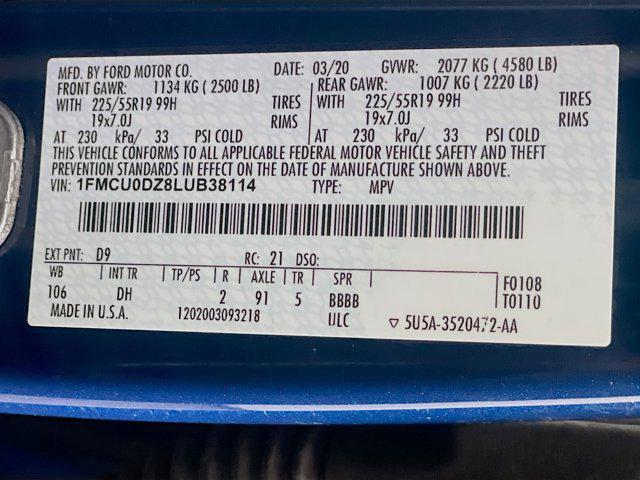 MFD. BY FORD MOTOR CO. DATE: 03/20 GVWR: 2077 KG ( 4580 LB)
FRONT GAWR: 1134 KG ( 2500 LB) REAR GAWR: 1007 KG ( 2220 LB)
WITH 225/55R19 99H TIRES WITH 225/55R19 99H TIRES
19x7.0J RIMS 19x7.0J RIMS
AT 230 kPa/ 33 PSI COLD AT 230 kPa/ 33 PSI COLD
THIS VEHICLE CONFORMS TO ALL APPLICABLE FEDERAL MOTOR VEHICLE SAFETY AND THEFT
PREVENTION STANDARDS IN EFFECT ON THE DATE OF MANUFACTURE SHOWN ABOVE.
VIN: 1FMCU0DZ8LUB38114 TYPE: MPV
EXT PNT: D9 RC: 21 DSO:
WB INT TR TP/PS R AXLE TR SPR F0108
106 DH 2 91 5 BBBB T0110
MADE IN U.S.A. 1202003093218 ULC ▽ 5U5A-3520472-AA